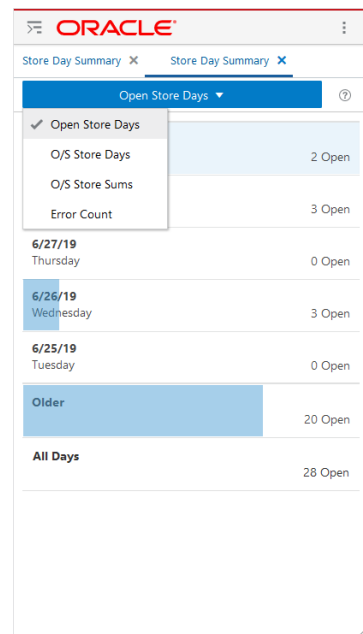 ORACLE
Store Day Summary × Store Day Summary ×
Open Store Days ▼ ?
✓ Open Store Days
O/S Store Days
O/S Store Sums
Error Count
2 Open
3 Open
6/27/19
Thursday
0 Open
6/26/19
Wednesday
3 Open
6/25/19
Tuesday
0 Open
Older
20 Open
All Days
28 Open